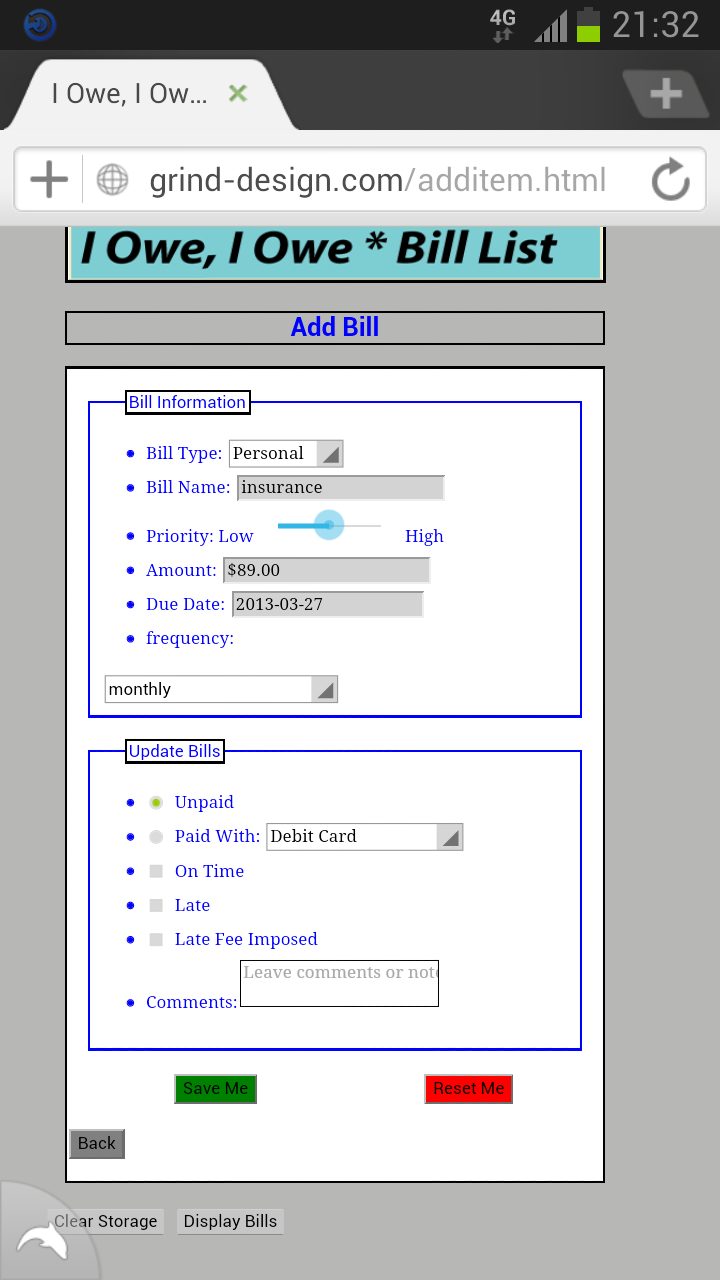 4G 21:32
I Owe, I Ow...
grind-design.com/additem.html
I Owe, I Owe * Bill List
Add Bill
Bill Information
Bill Type: Personal
Bill Name: insurance
Priority: Low High
Amount: $89.00
Due Date: 2013-03-27
frequency:
monthly
Update Bills
Unpaid
Paid With: Debit Card
On Time
Late
Late Fee Imposed
Leave comments or note
Comments:
Save Me Reset Me
Back
Clear Storage Display Bills